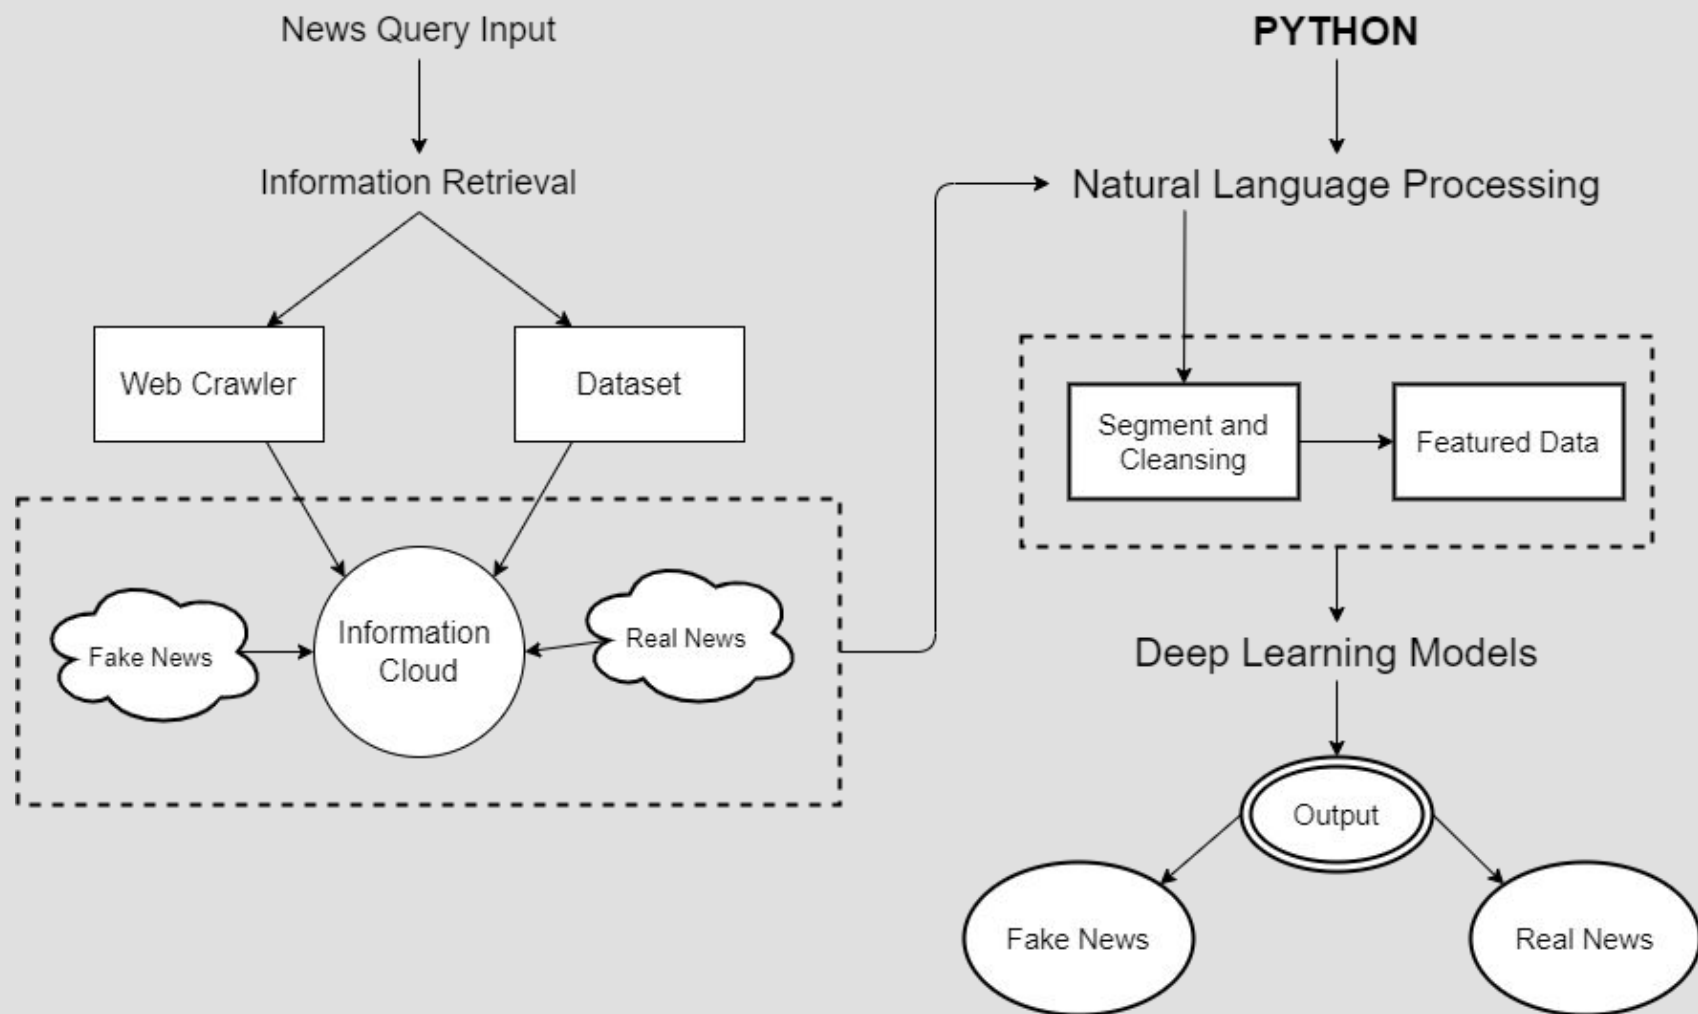 News Query Input
Information Retrieval
Web Crawler
Dataset
Fake News
Information
Cloud
Real News
PYTHON
Natural Language Processing
Segment and
Cleansing
Featured Data
Deep Learning Models
Output
Fake News
Real News